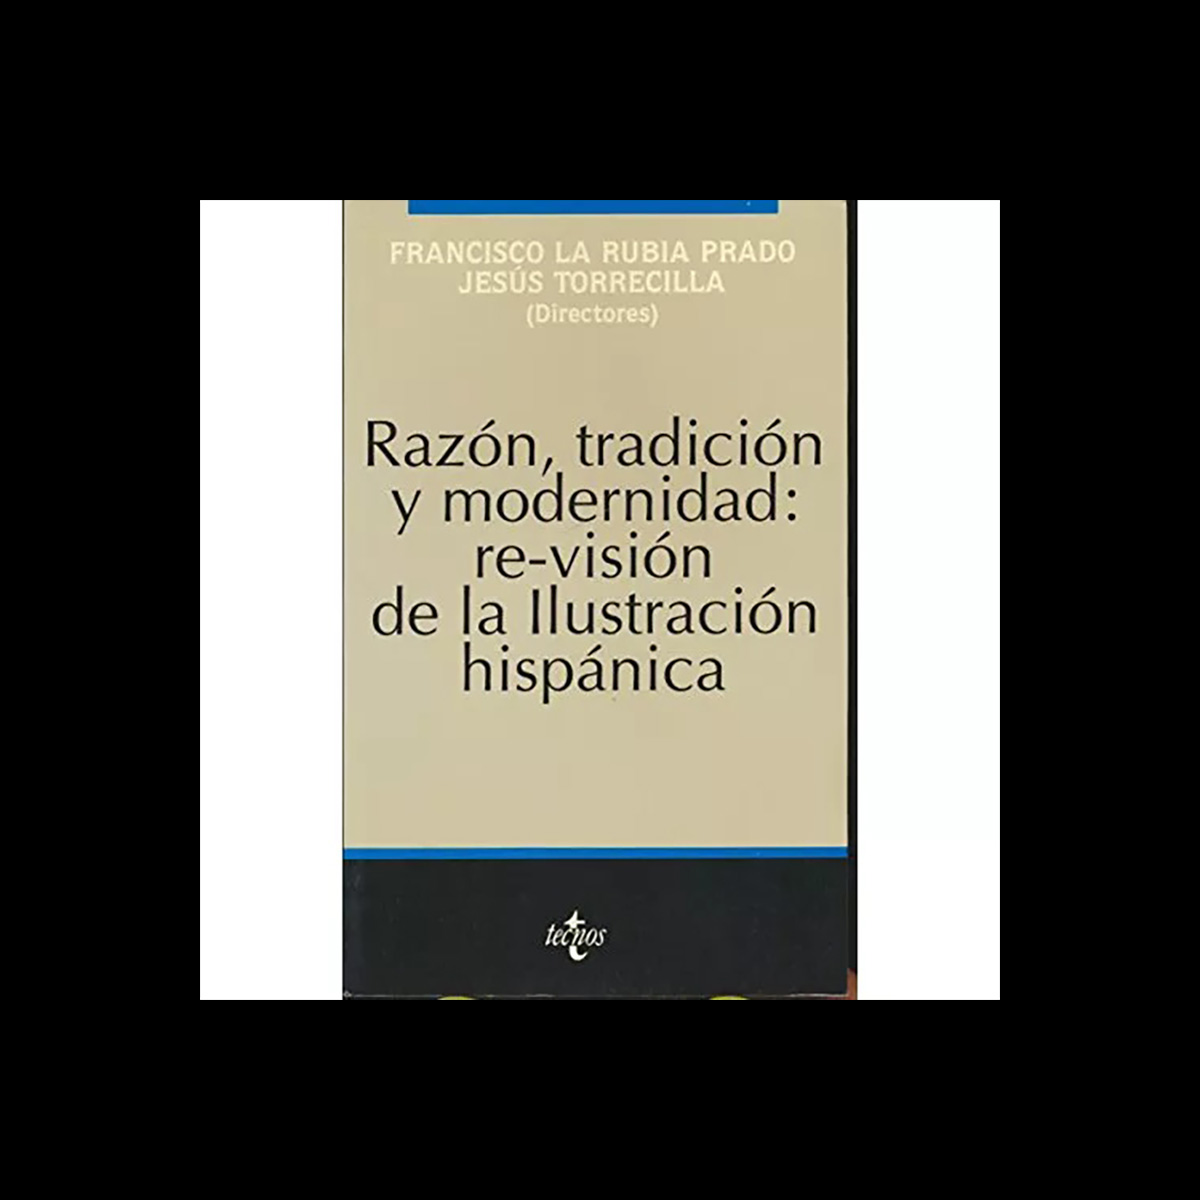 FRANCISCO LA RUBIA PRADO
JESÚS TORRECILLA
(Directores)
Razón, tradición
y modernidad:
re-visión
de la Ilustración
hispánica
tecnos